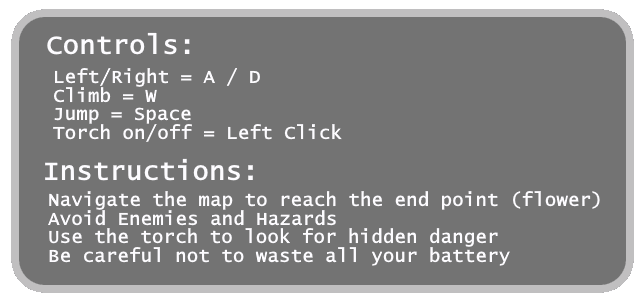 Controls:
Left/Right = A / D
Climb = W
Jump = Space
Torch on/off = Left Click
Instructions:
Navigate the map to reach the end point (flower)
Avoid Enemies and Hazards
Use the torch to look for hidden danger
Be careful not to waste all your battery